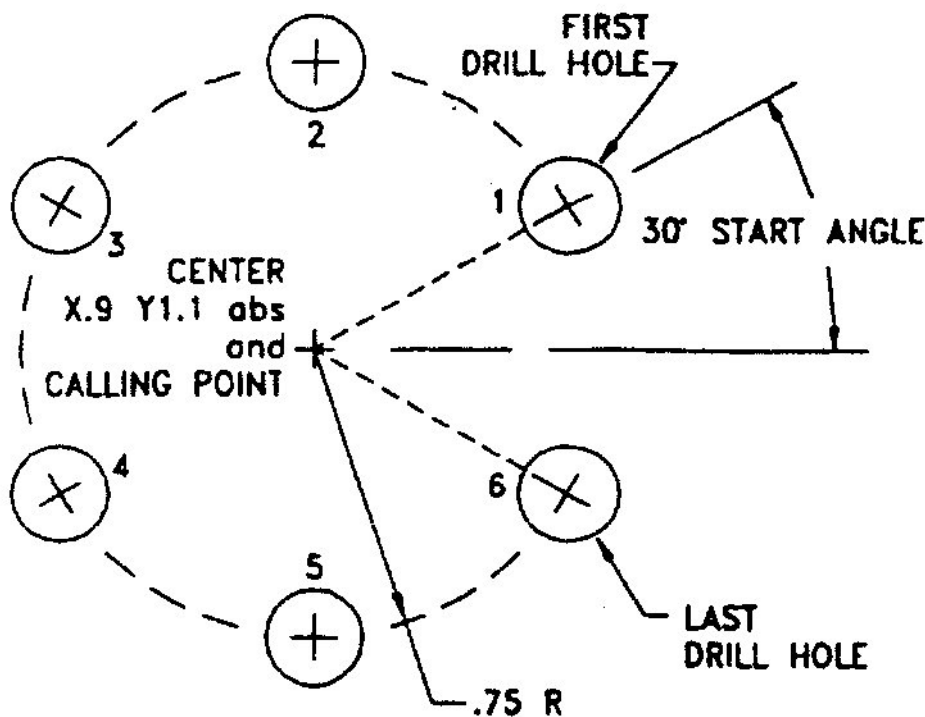 FIRST
DRILL HOLE
2
1
3
30° START ANGLE
CENTER
X.9 Y1.1 abs
and
CALLING POINT
4
6
5
LAST
DRILL HOLE
.75 R